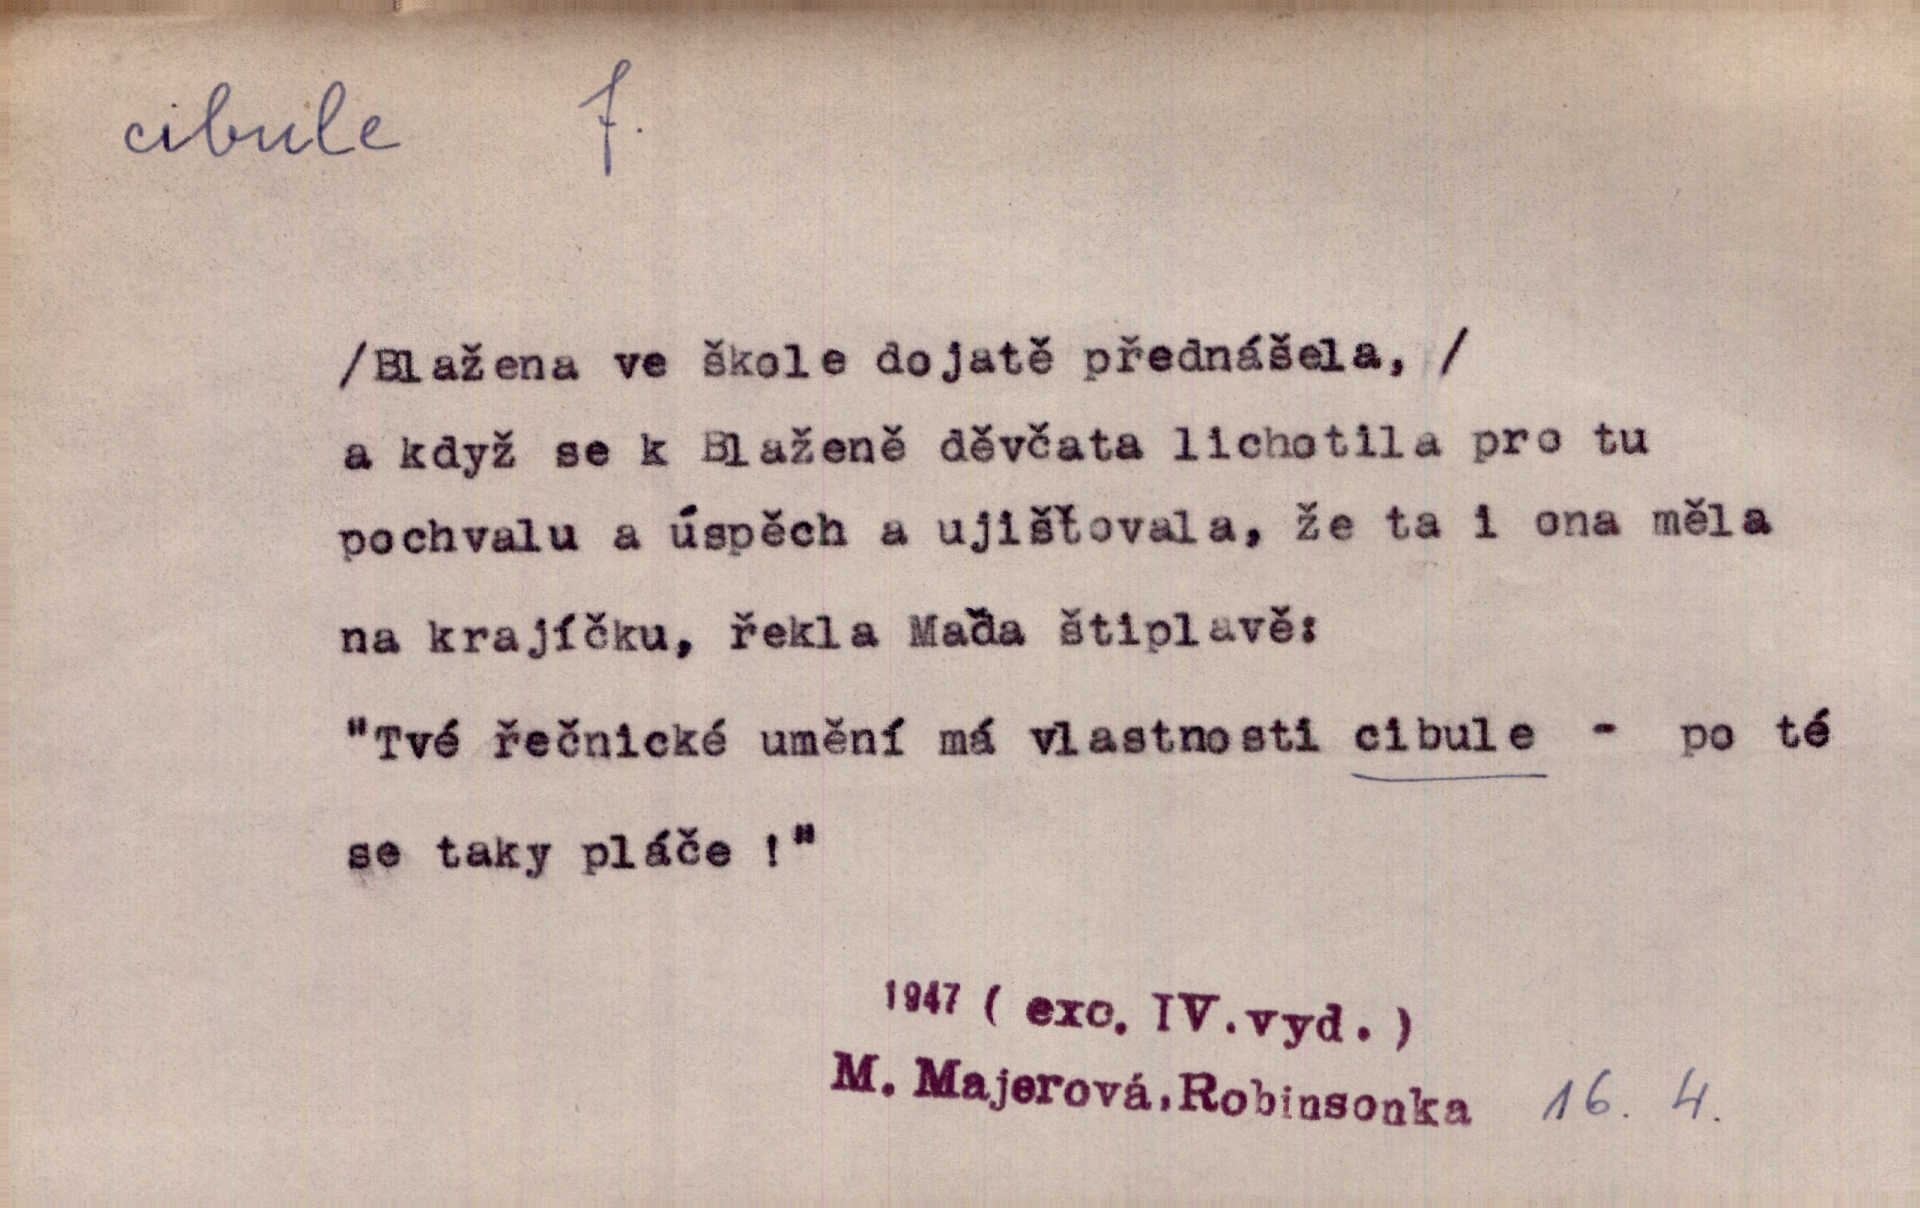 cibule f.
/Blažena ve škole dojatě přednášela, /
a když se k Blaženě děvčata lichotila pro tu
pochvalu a úspěch a ujišťovala, že ta i ona měla
na krajíčku, řekla Maďa štiplavě:
"Tvé řečnické umění má vlastnosti cibule - po té
se taky pláče !"
1947 ( exc. IV.vyd. )
M. Majerová,Robinsonka 16. 4.